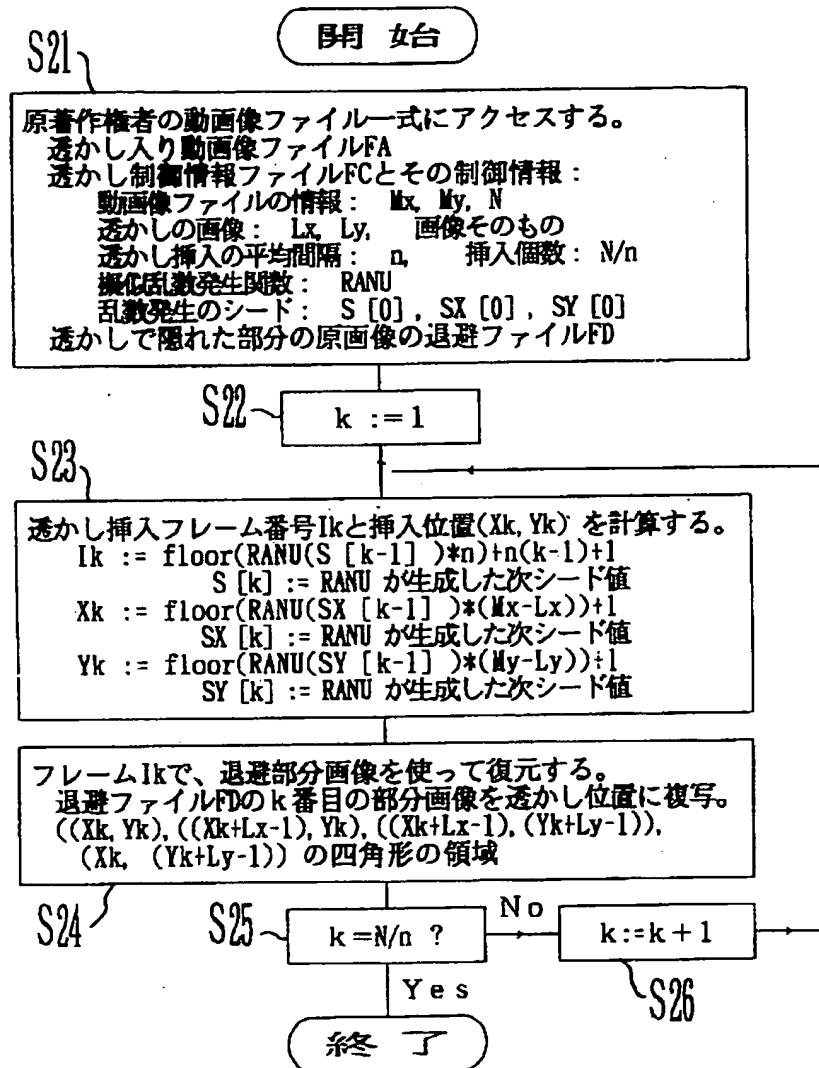 開 始
S21
原著作権者の動画像ファイル一式にアクセスする。
透かし入り動画像ファイルFA
透かし制御情報ファイルFCとその制御情報：
動画像ファイルの情報： Mx, My, N
透かしの画像： Lx, Ly, 画像そのもの
透かし挿入の平均間隔： n, 挿入個数： N/n
擬似乱数発生関数： RANU
乱数発生のシード： S [0] , SX [0] , SY [0]
透かしで隠れた部分の原画像の退避ファイルFD
S22
k :=1
S23
透かし挿入フレーム番号Ikと挿入位置(Xk, Yk) を計算する。
Ik := floor(RANU(S [k-1] )*n)+n(k-1)+1
S [k] := RANU が生成した次シード値
Xk := floor(RANU(SX [k-1] )*(Mx-Lx))+1
SX [k] := RANU が生成した次シード値
Yk := floor(RANU(SY [k-1] )*(My-Ly))+1
SY [k] := RANU が生成した次シード値
フレームIkで、退避部分画像を使って復元する。
退避ファイルFDのk番目の部分画像を透かし位置に複写。
((Xk, Yk), ((Xk+Lx-1), Yk), ((Xk+Lx-1), (Yk+Ly-1)),
(Xk, (Yk+Ly-1)) の四角形の領域
S24
S25
k=N/n ?
No
k:=k+1
S26
Yes
終 了